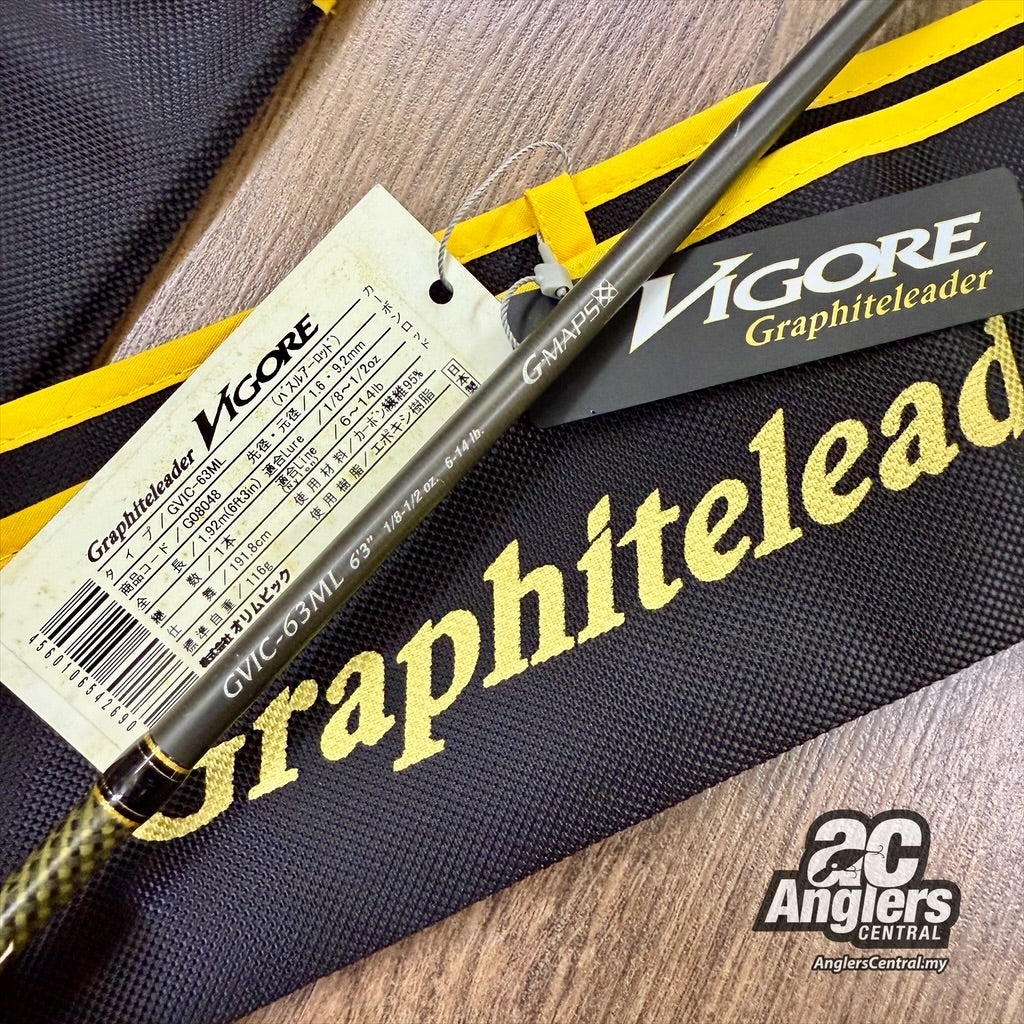 Graphiteleader VIGORE
カーボンロッド
(バスルアーロッド)
タイプ / GVIC-63ML
先径・元径 / 1.6・9.2mm
商品コード / G08048
適合Lure / 1/8~1/2oz
全長 / 1.92m(6ft3in)
適合Line / 6~14lb
継数 / 1本
使用材料 / カーボン繊維95%
仕舞 / 191.8cm
使用樹脂 / エポキシ樹脂
標準自重 / 116g
日本製
株式会社 オリムピック
4560106542690
GVIC-63ML 6'3" 1/8-1/2 oz. 6-14 lb.
G-MAPS
VIGORE
Graphiteleader
Graphitelead
ac
Anglers
CENTRAL
AnglersCentral.my